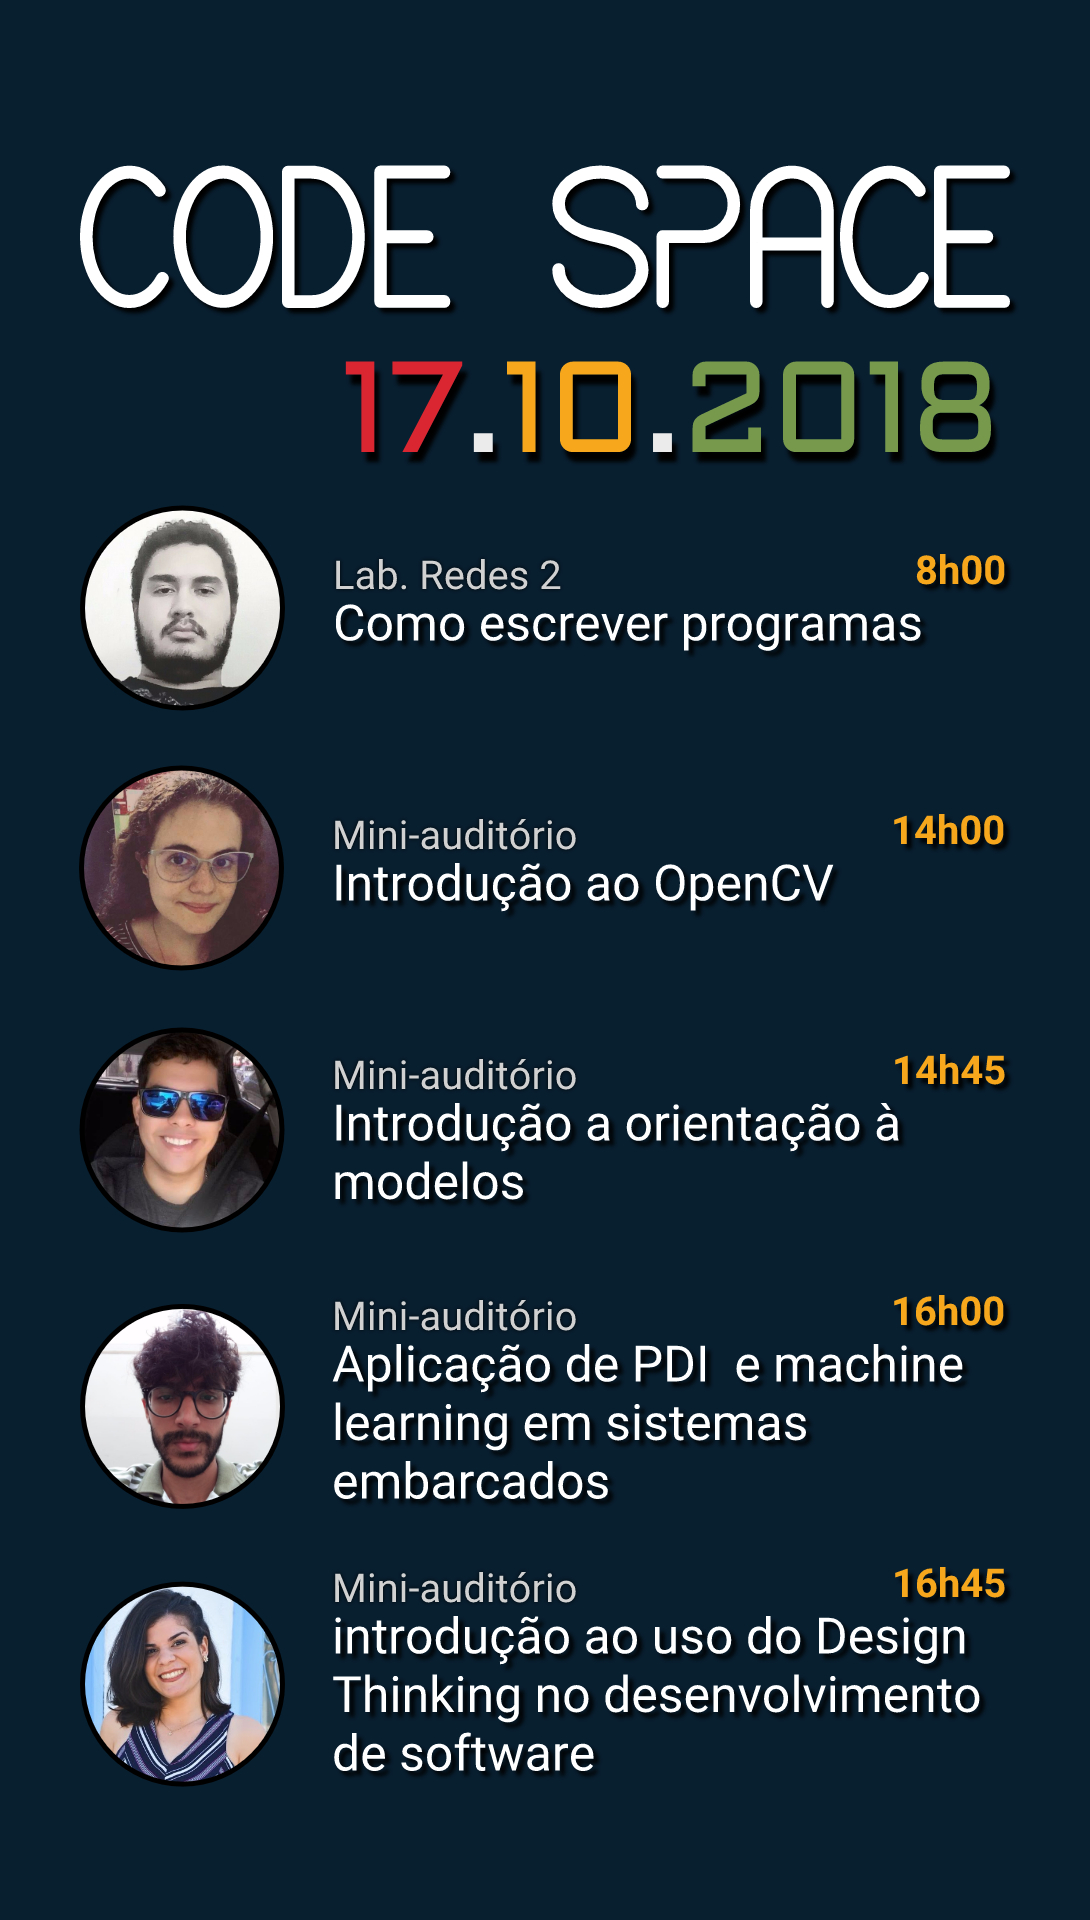 CODE SPACE
17.10.2018
Lab. Redes 2 8h00
Como escrever programas
Mini-auditório 14h00
Introdução ao OpenCV
Mini-auditório 14h45
Introdução a orientação à
modelos
Mini-auditório 16h00
Aplicação de PDI  e machine
learning em sistemas
embarcados
Mini-auditório 16h45
introdução ao uso do Design
Thinking no desenvolvimento
de software